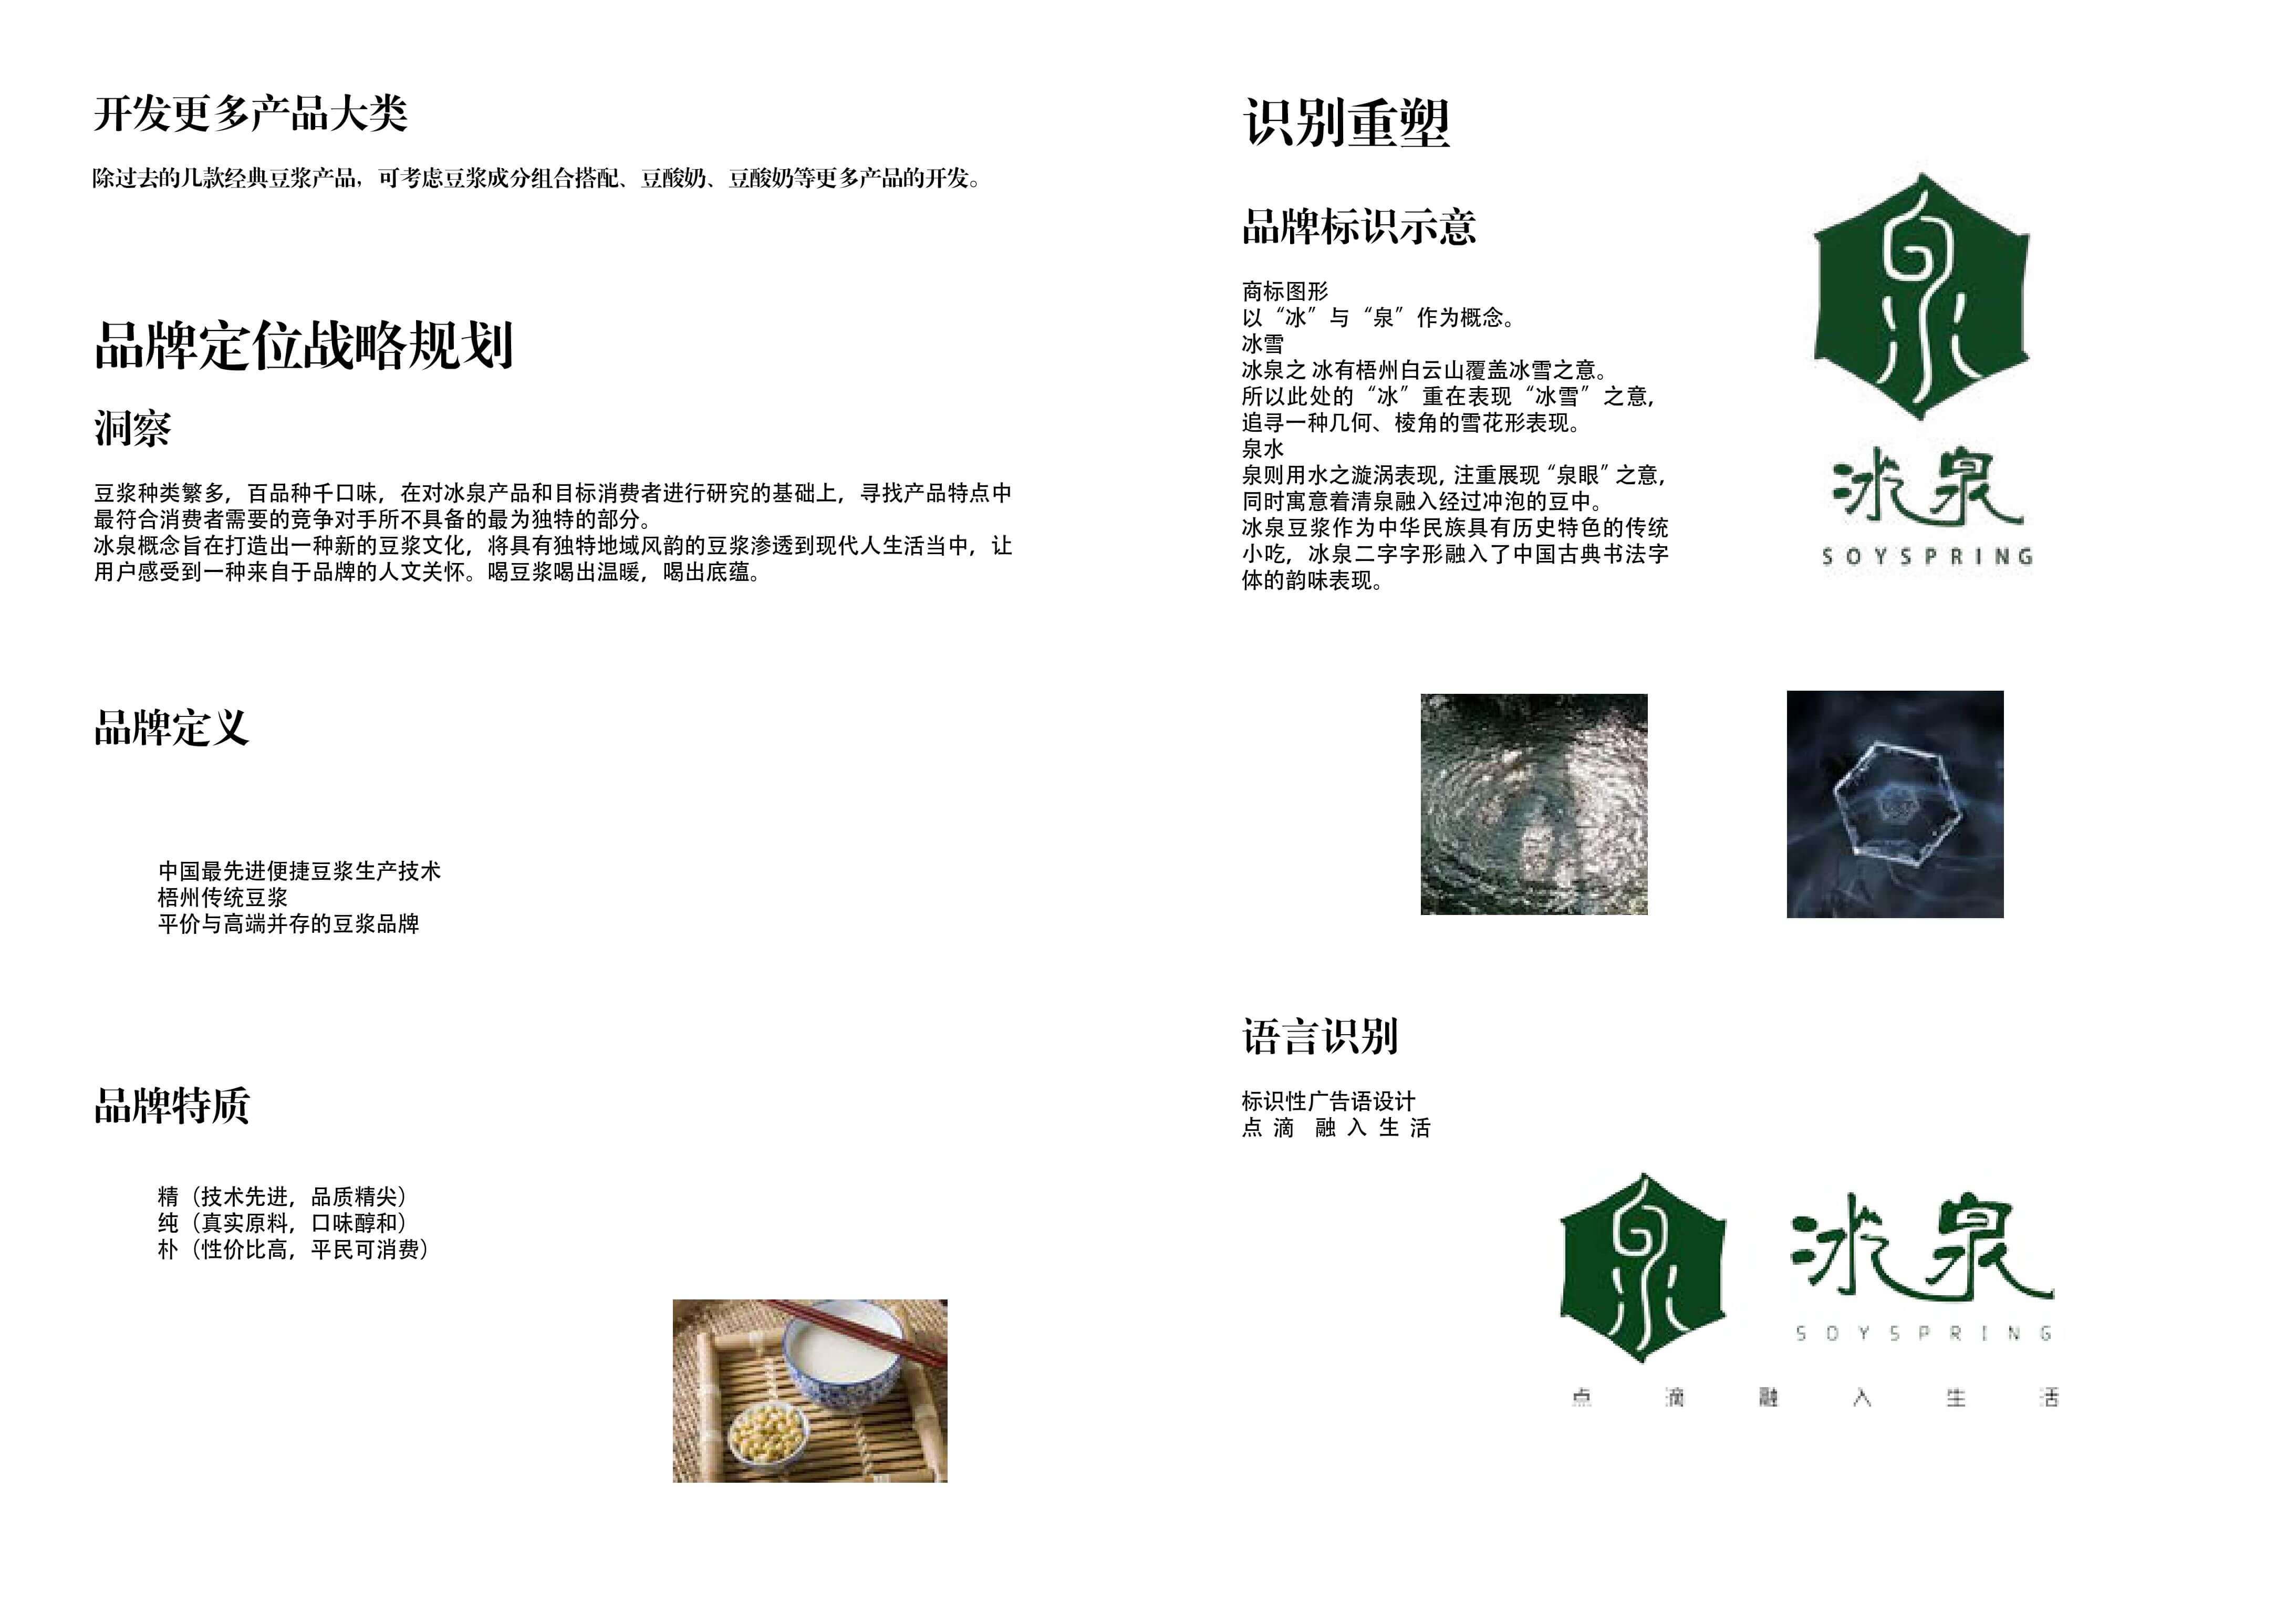 开发更多产品大类
除过去的几款经典豆浆产品，可考虑豆浆成分组合搭配、豆酸奶、豆酸奶等更多产品的开发。
品牌定位战略规划
洞察
豆浆种类繁多，百品种千口味，在对冰泉产品和目标消费者进行研究的基础上，寻找产品特点中
最符合消费者需要的竞争对手所不具备的最为独特的部分。
冰泉概念旨在打造出一种新的豆浆文化，将具有独特地域风韵的豆浆渗透到现代人生活当中，让
用户感受到一种来自于品牌的人文关怀。喝豆浆喝出温暖，喝出底蕴。
品牌定义
中国最先进便捷豆浆生产技术
梧州传统豆浆
平价与高端并存的豆浆品牌
品牌特质
精（技术先进，品质精尖）
纯（真实原料，口味醇和）
朴（性价比高，平民可消费）
识别重塑
品牌标识示意
商标图形
以“冰”与“泉”作为概念。
冰雪
冰泉之 冰有梧州白云山覆盖冰雪之意。
所以此处的“冰”重在表现“冰雪”之意，
追寻一种几何、棱角的雪花形表现。
泉水
泉则用水之漩涡表现，注重展现“泉眼”之意，
同时寓意着清泉融入经过冲泡的豆中。
冰泉豆浆作为中华民族具有历史特色的传统
小吃，冰泉二字字形融入了中国古典书法字
体的韵味表现。
泉
冰泉
SOYSPRING
语言识别
标识性广告语设计
点 滴 融 入 生 活
泉
冰泉
SOYSPRING
点 滴 融 入 生 活